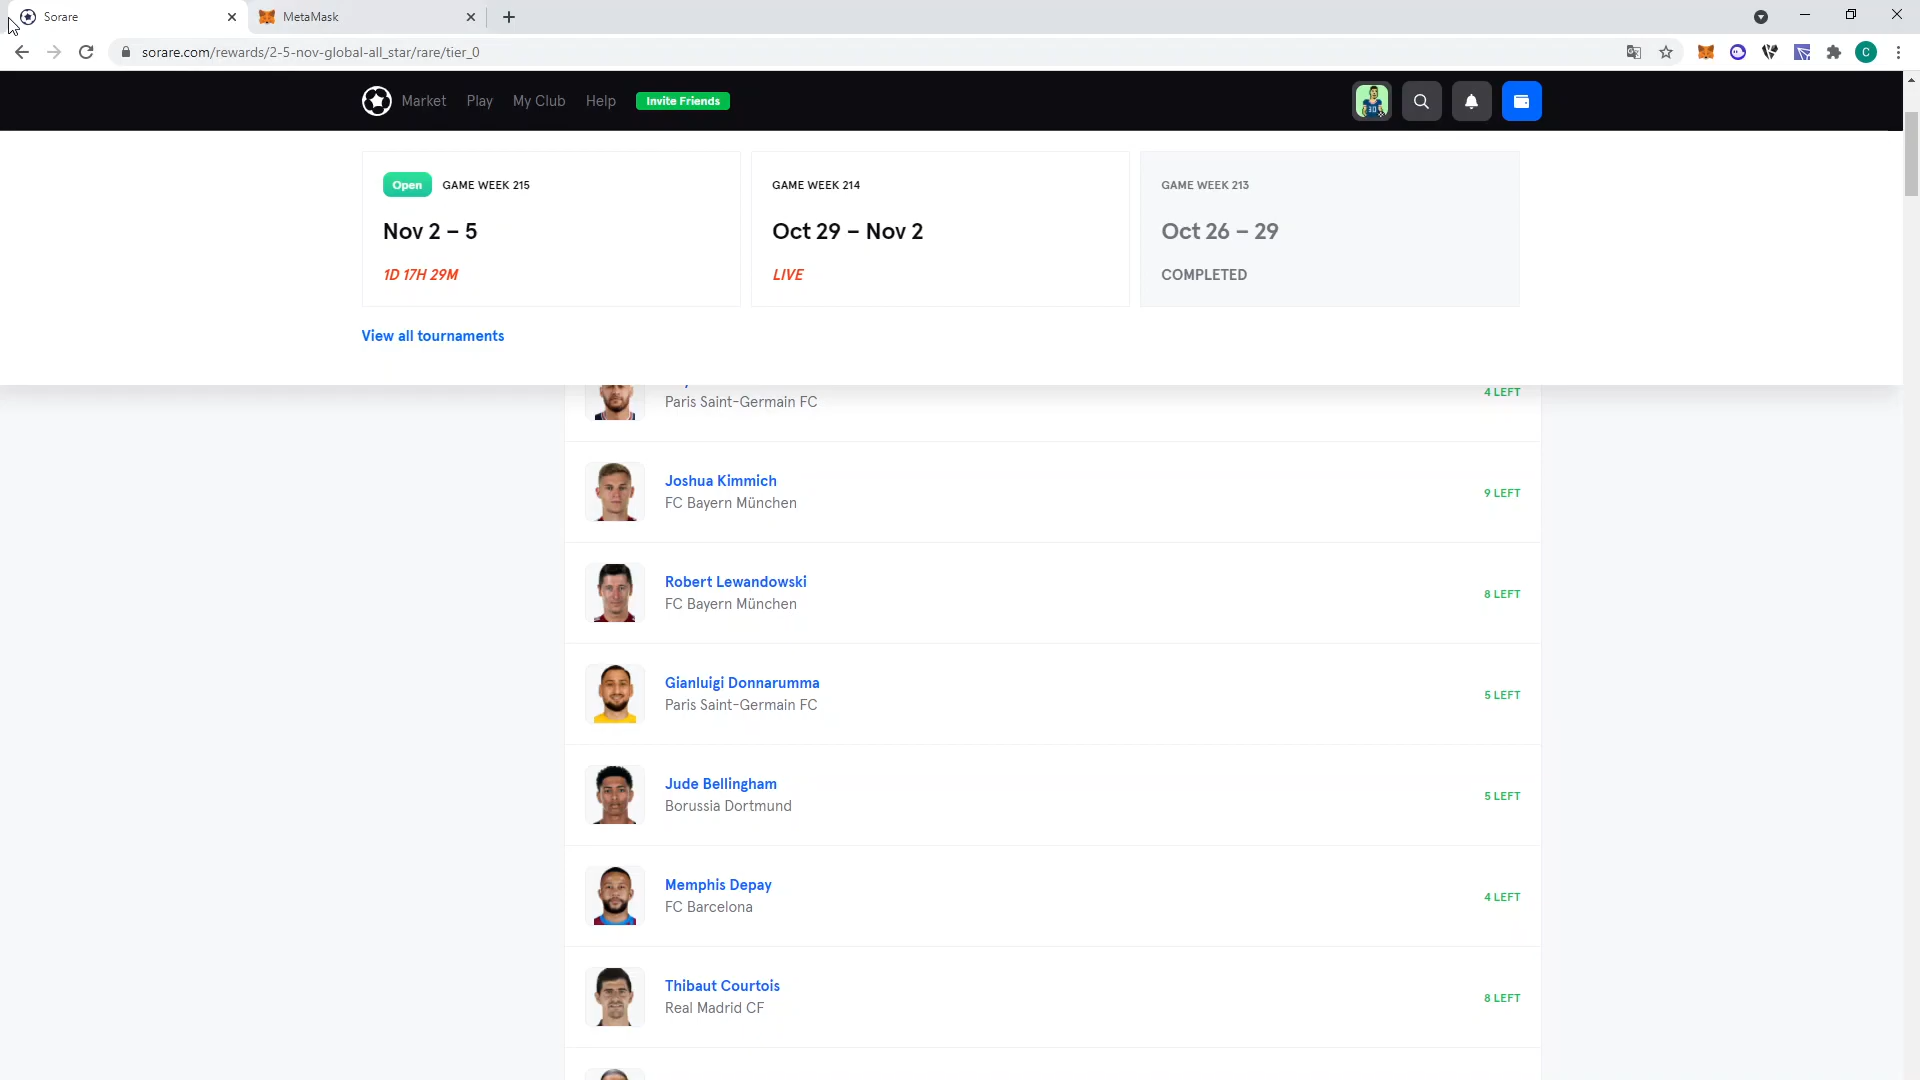 Sorare
MetaMask
sorare.com/rewards/2-5-nov-global-all_star/rare/tier_0
C
Market
Play
My Club
Help
Invite Friends
Open
GAME WEEK 215
Nov 2 – 5
1D 17H 29M
GAME WEEK 214
Oct 29 – Nov 2
LIVE
GAME WEEK 213
Oct 26 – 29
COMPLETED
View all tournaments
Paris Saint-Germain FC
4 LEFT
Joshua Kimmich
FC Bayern München
9 LEFT
Robert Lewandowski
FC Bayern München
8 LEFT
Gianluigi Donnarumma
Paris Saint-Germain FC
5 LEFT
Jude Bellingham
Borussia Dortmund
5 LEFT
Memphis Depay
FC Barcelona
4 LEFT
Thibaut Courtois
Real Madrid CF
8 LEFT